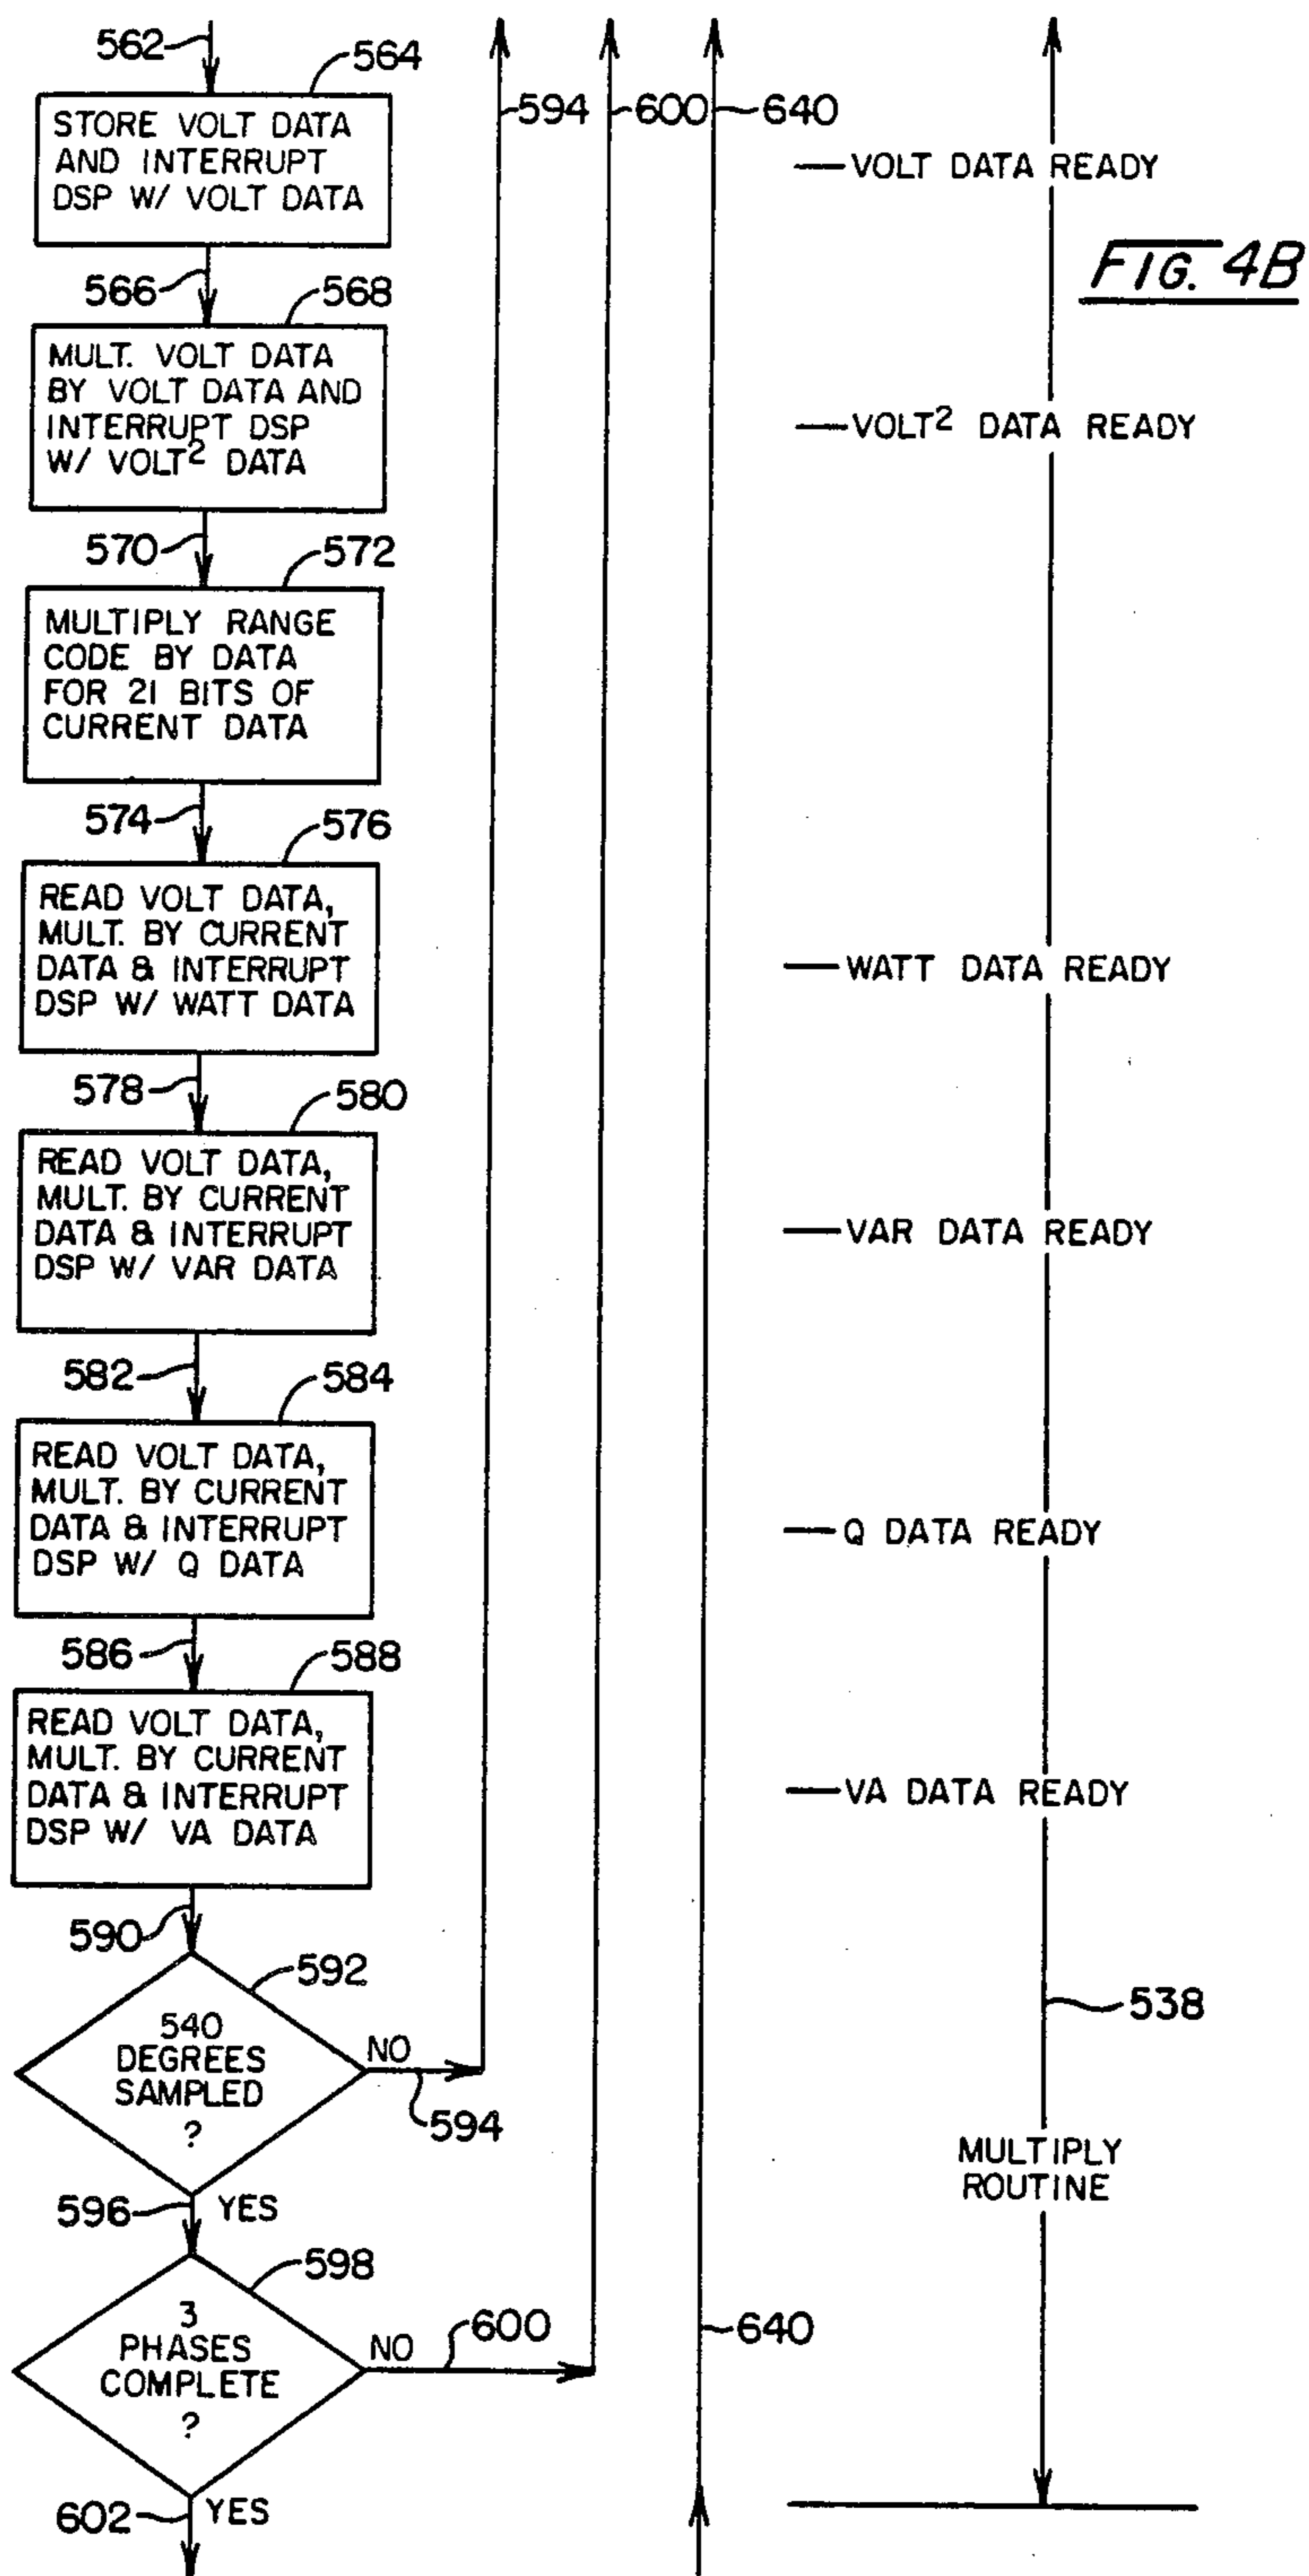 562
564
594
600
640
STORE VOLT DATA
AND INTERRUPT
DSP W/ VOLT DATA
VOLT DATA READY
FIG. 4B
566
568
MULT. VOLT DATA
BY VOLT DATA AND
INTERRUPT DSP
W/ VOLT² DATA
VOLT² DATA READY
570
572
MULTIPLY RANGE
CODE BY DATA
FOR 21 BITS OF
CURRENT DATA
574
576
READ VOLT DATA,
MULT. BY CURRENT
DATA & INTERRUPT
DSP W/ WATT DATA
WATT DATA READY
578
580
READ VOLT DATA,
MULT. BY CURRENT
DATA & INTERRUPT
DSP W/ VAR DATA
VAR DATA READY
582
584
READ VOLT DATA,
MULT. BY CURRENT
DATA & INTERRUPT
DSP W/ Q DATA
Q DATA READY
586
588
READ VOLT DATA,
MULT. BY CURRENT
DATA & INTERRUPT
DSP W/ VA DATA
VA DATA READY
590
592
540
DEGREES
SAMPLED
?
NO
594
538
596
YES
MULTIPLY
ROUTINE
598
3
PHASES
COMPLETE
?
NO
600
640
602
YES